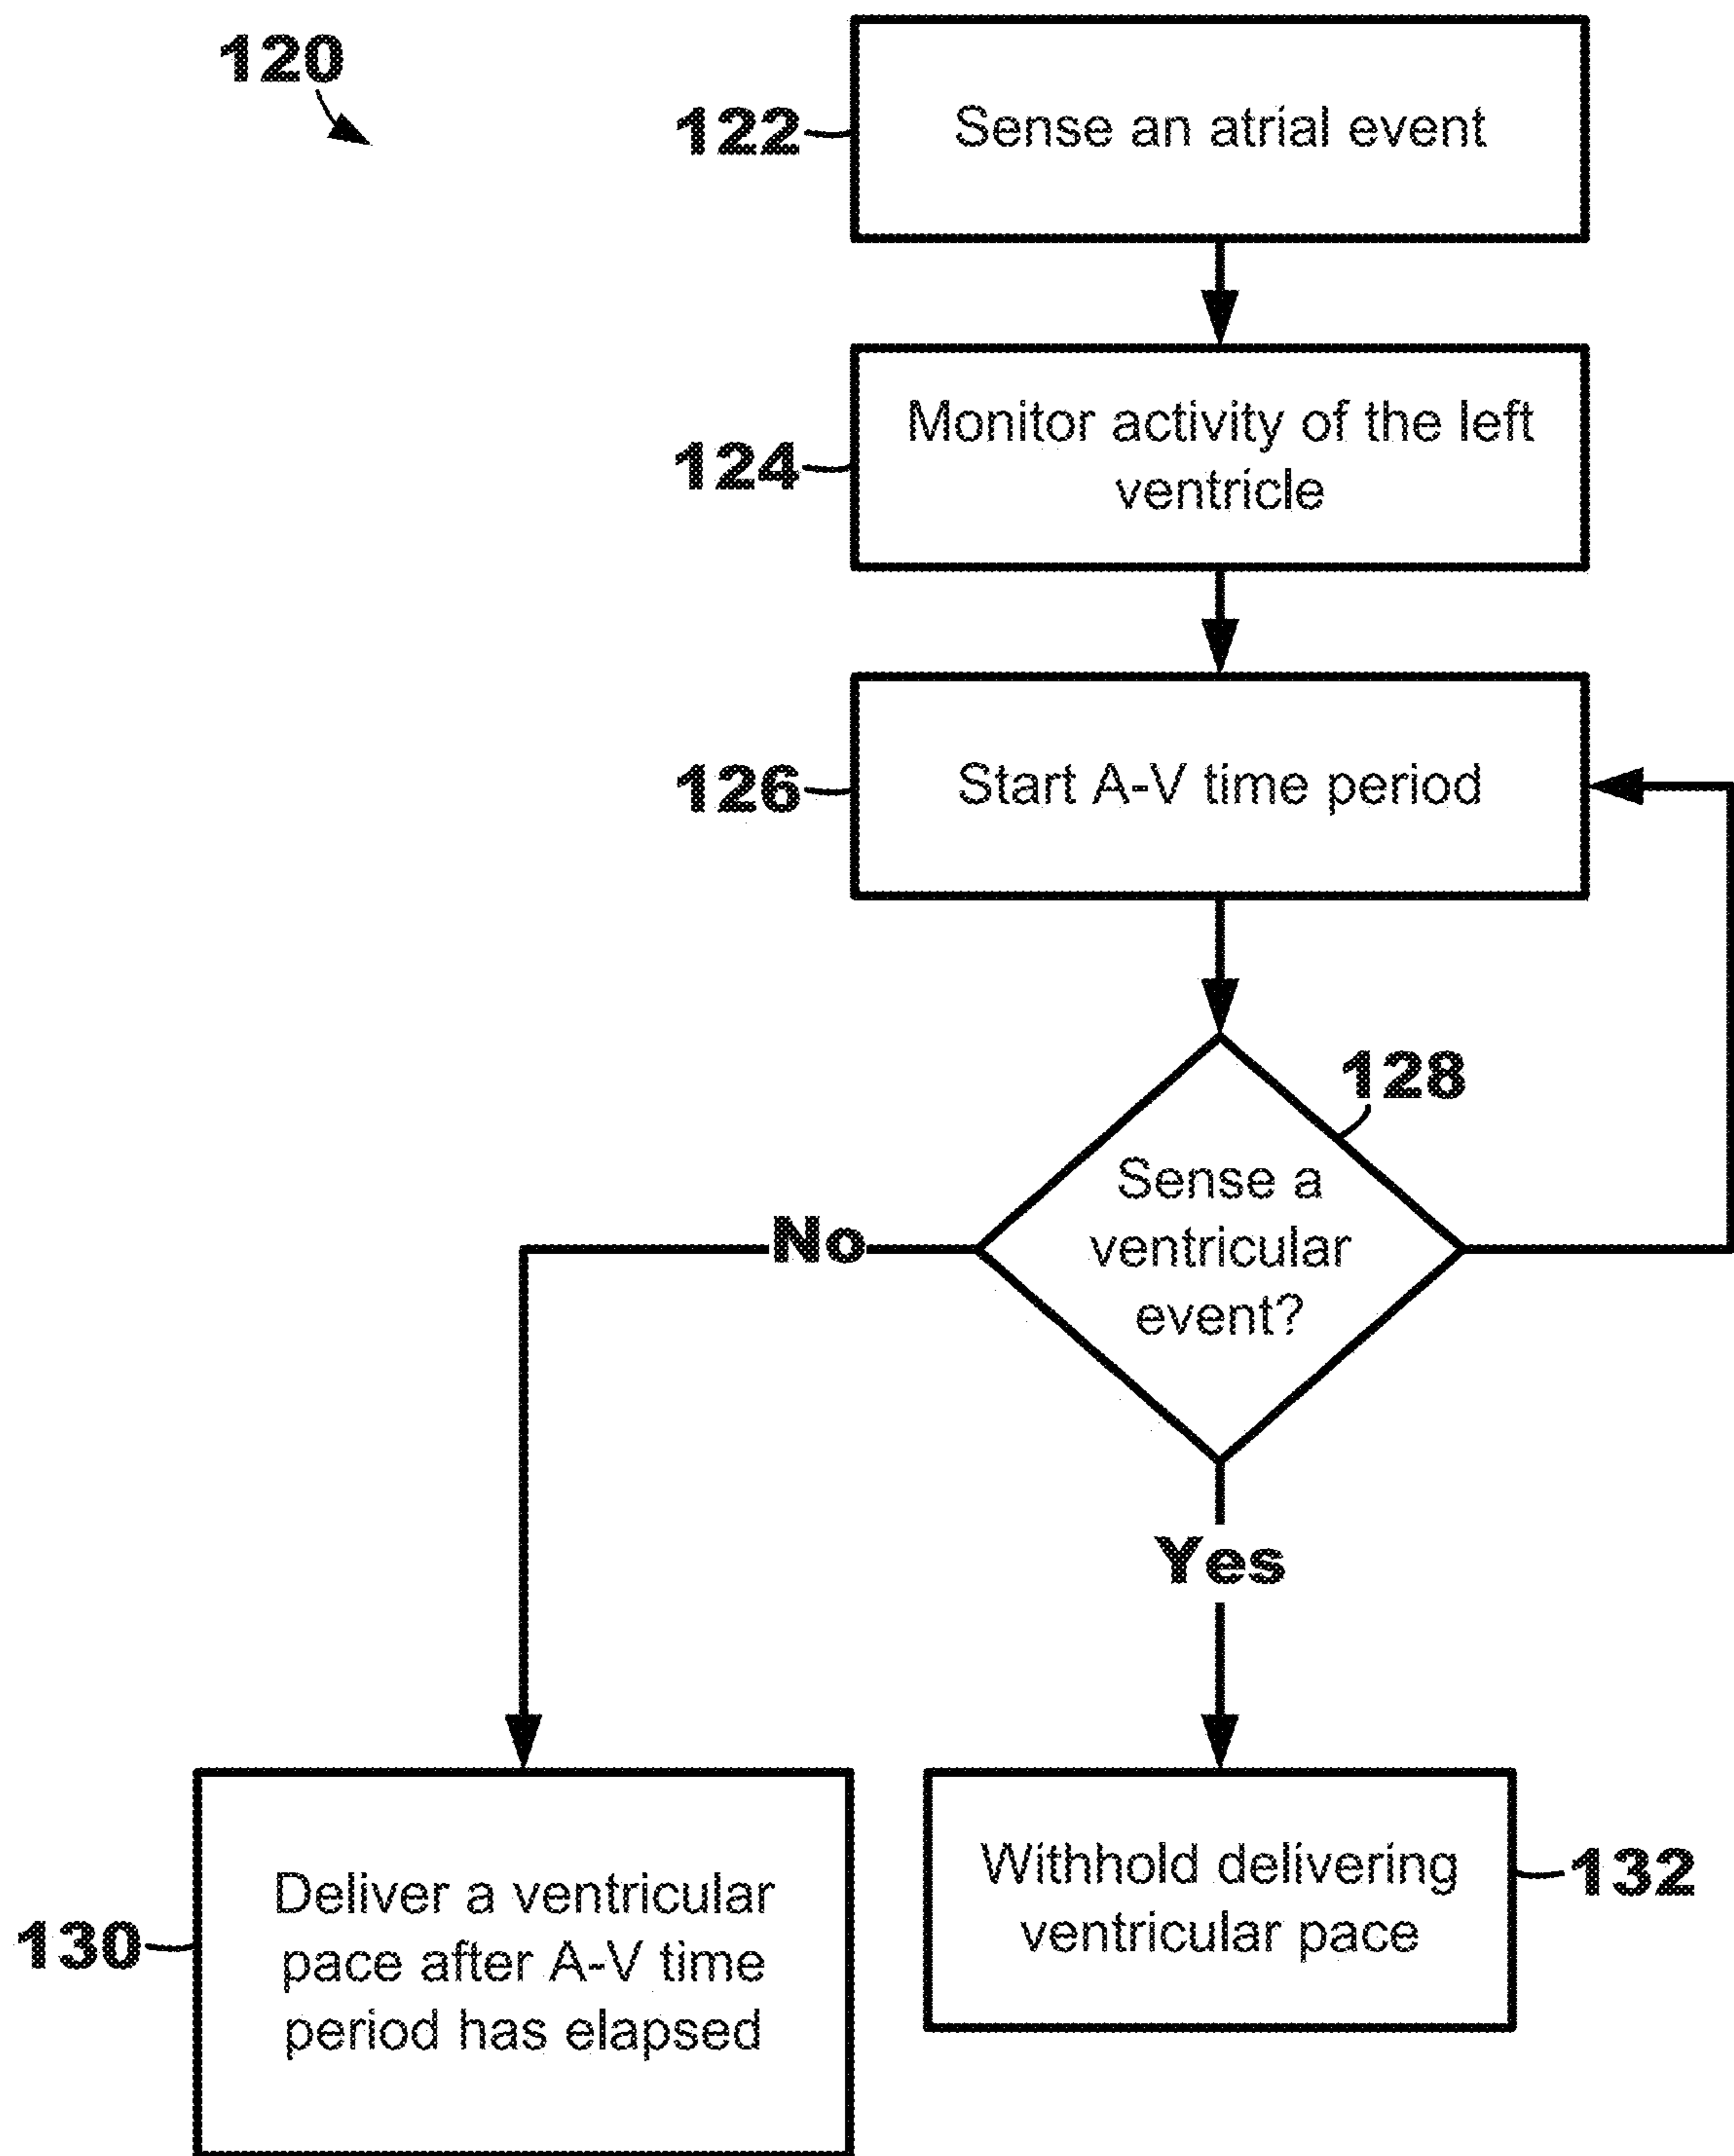 120
122
Sense an atrial event
124
Monitor activity of the left
ventricle
126
Start A-V time period
128
Sense a
ventricular
event?
No
Yes
130
Deliver a ventricular
pace after A-V time
period has elapsed
Withhold delivering
ventricular pace
132